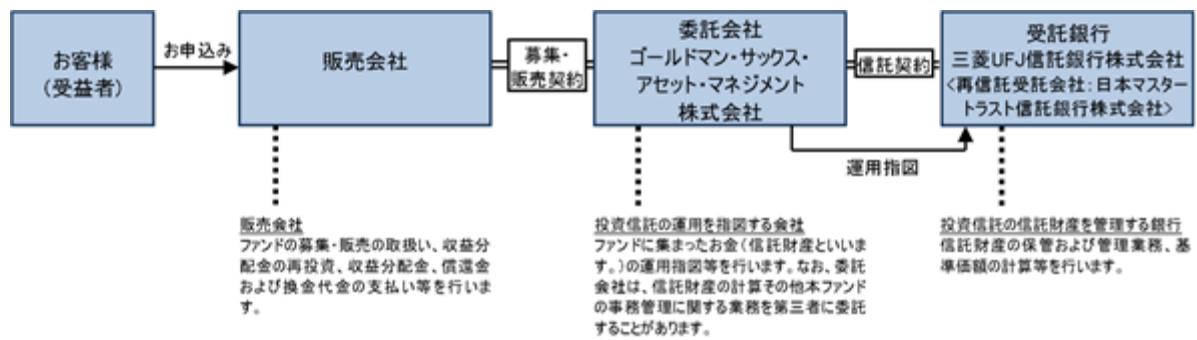 お客様
（受益者）
お申込み
販売会社
募集・
販売契約
委託会社
ゴールドマン・サックス・
アセット・マネジメント
株式会社
信託契約
受託銀行
三菱UFJ信託銀行株式会社
＜再信託受託会社：日本マスター
トラスト信託銀行株式会社＞
運用指図
販売会社
ファンドの募集・販売の取扱い、収益分
配金の再投資、収益分配金、償還金
および換金代金の支払い等を行いま
す。
投資信託の運用を指図する会社
ファンドに集まったお金（信託財産といいま
す。）の運用指図等を行います。なお、委託
会社は、信託財産の計算その他本ファンド
の事務管理に関する業務を第三者に委託
することがあります。
投資信託の信託財産を管理する銀行
信託財産の保管および管理業務、基
準価額の計算等を行います。